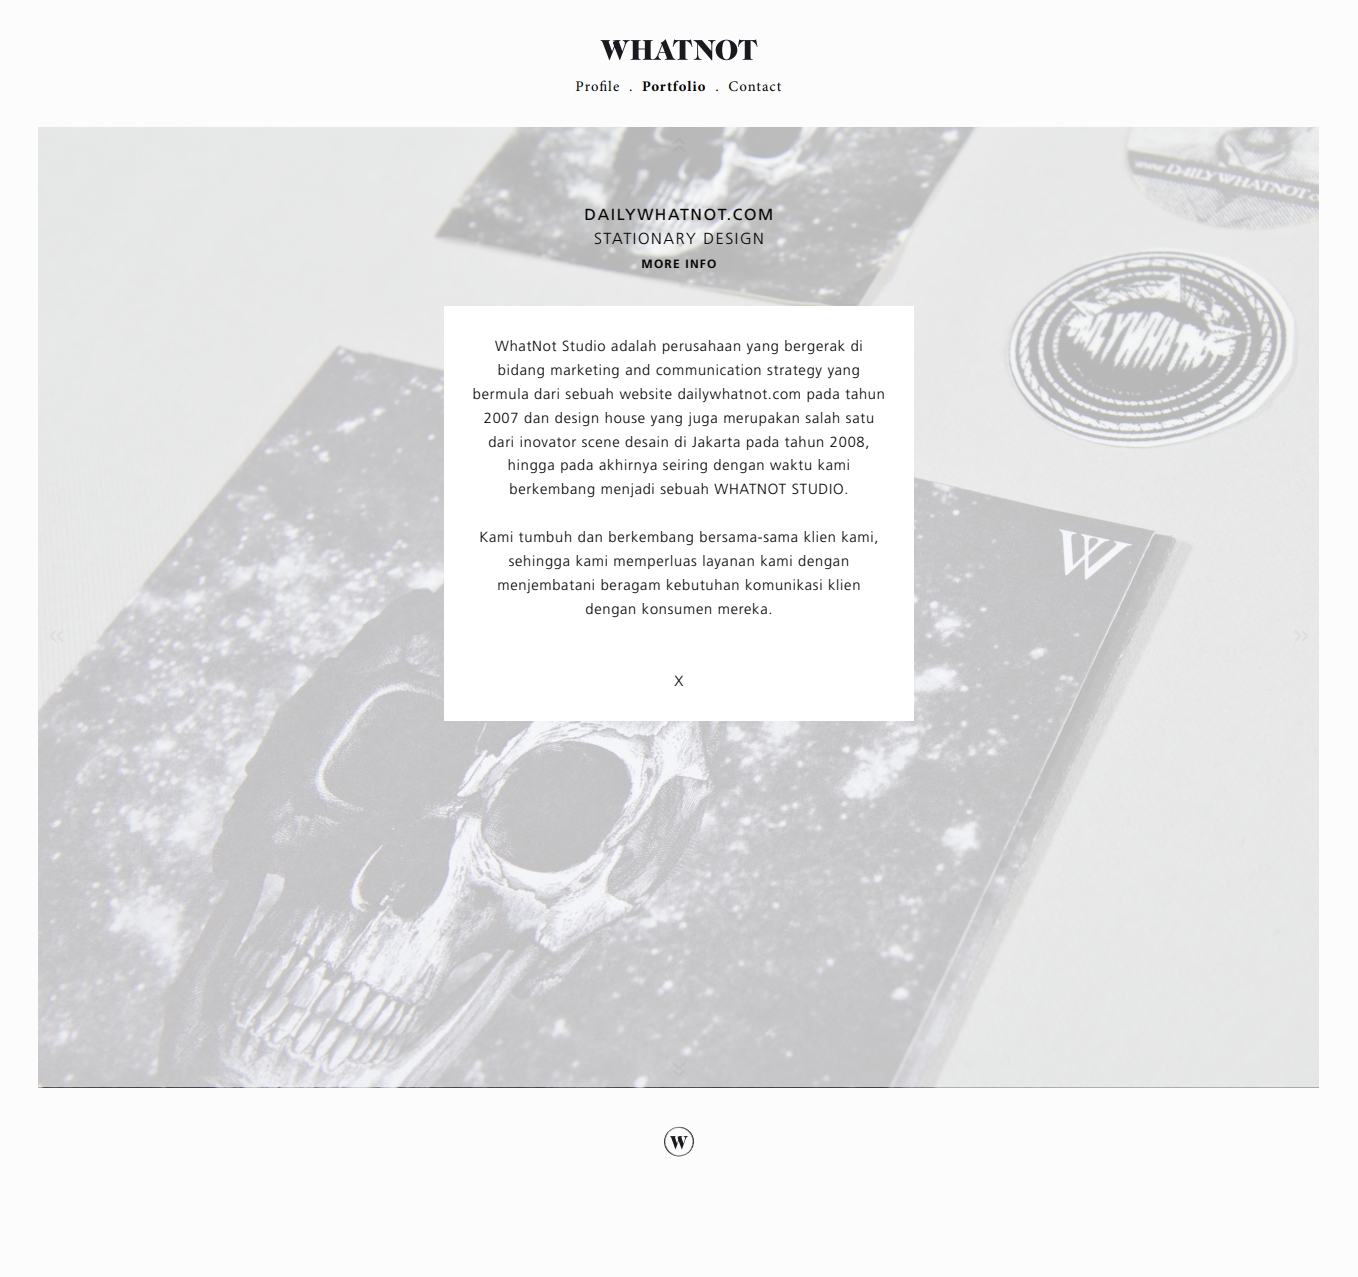 WHATNOT
Profile . Portfolio . Contact
www.DAILYWHATNOT.co
DAILYWHATNOT.COM
STATIONARY DESIGN
MORE INFO
DAILYWHATNOT
WhatNot Studio adalah perusahaan yang bergerak di
bidang marketing and communication strategy yang
bermula dari sebuah website dailywhatnot.com pada tahun
2007 dan design house yang juga merupakan salah satu
dari inovator scene desain di Jakarta pada tahun 2008,
hingga pada akhirnya seiring dengan waktu kami
berkembang menjadi sebuah WHATNOT STUDIO.
Kami tumbuh dan berkembang bersama-sama klien kami,
sehingga kami memperluas layanan kami dengan
menjembatani beragam kebutuhan komunikasi klien
dengan konsumen mereka.
W
«
»
X
W